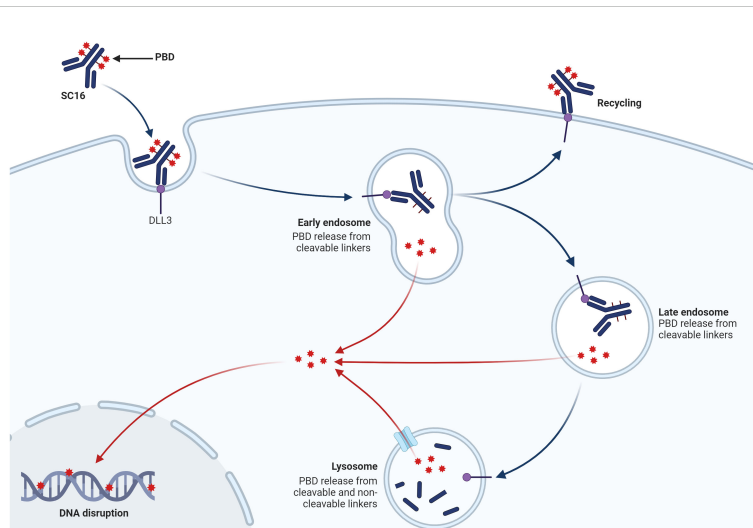 PBD
SC16
DLL3
Recycling
Early endosome
PBD release from
cleavable linkers
Late endosome
PBD release from
cleavable linkers
Lysosome
PBD release from
cleavable and non-
cleavable linkers
DNA disruption